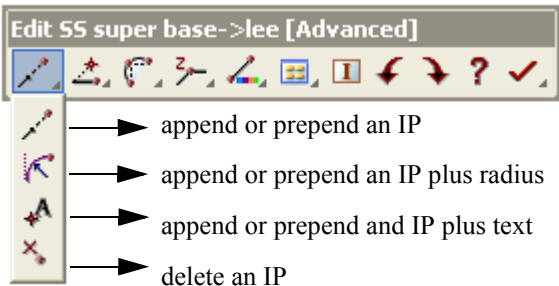 Edit SS super base->lee [Advanced]
append or prepend an IP
append or prepend an IP plus radius
append or prepend and IP plus text
delete an IP